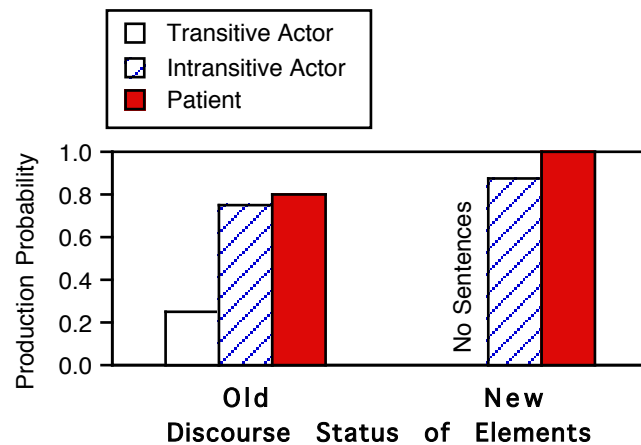 Transitive Actor
Intransitive Actor
Patient
Production Probability
1.0
0.8
0.6
0.4
0.2
0.0
No Sentences
Old New
Discourse Status of Elements